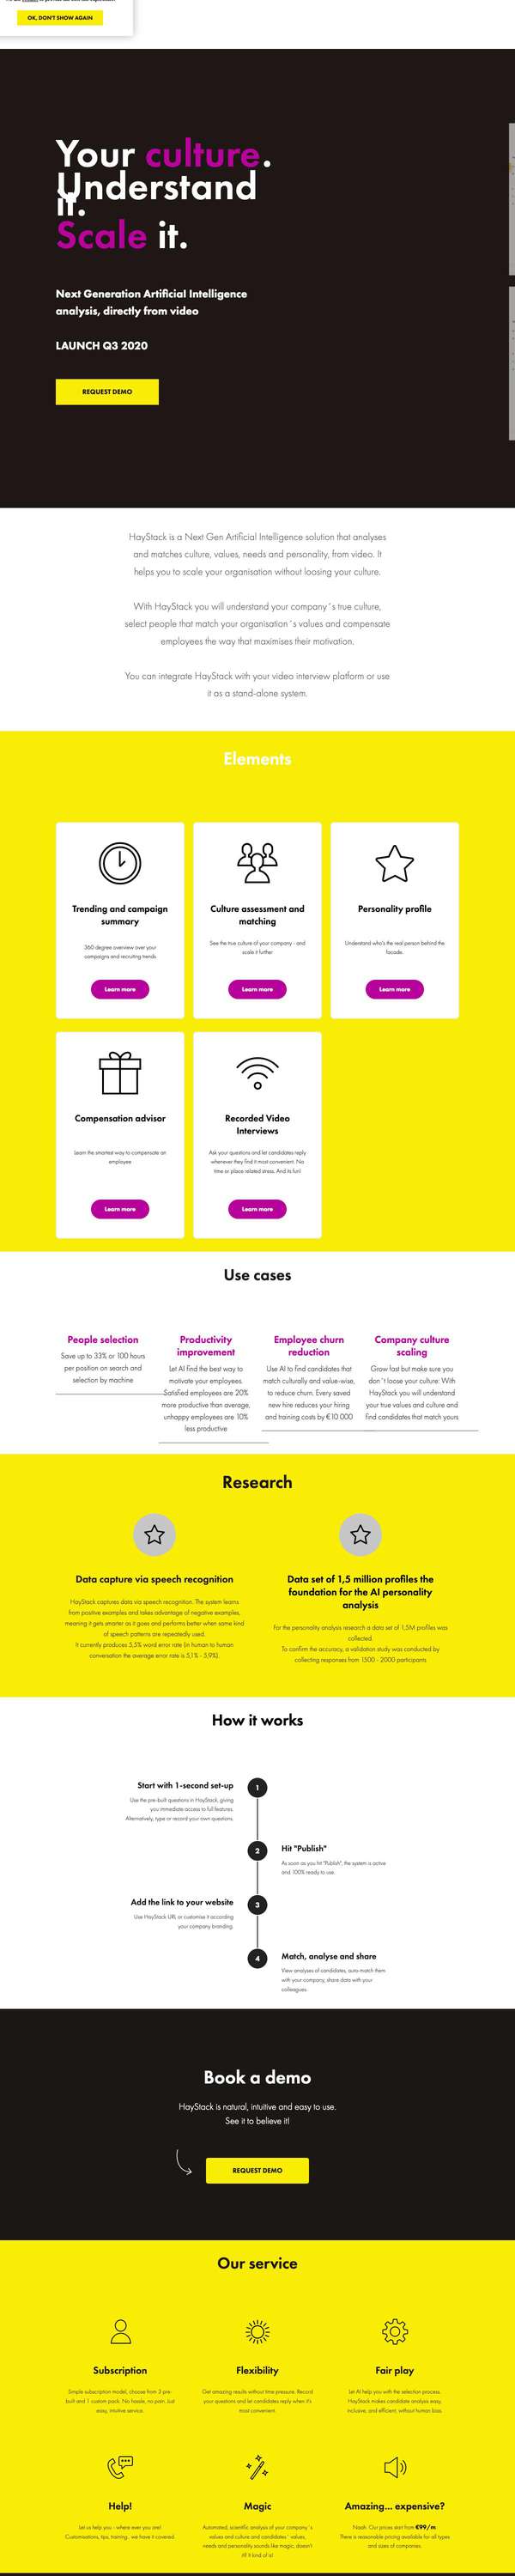 OK, DON'T SHOW AGAIN
Your culture.
Understand
it.
Scale it.
Next Generation Artificial Intelligence
analysis, directly from video
LAUNCH Q3 2020
REQUEST DEMO
HayStack is a Next Gen Artificial Intelligence solution that analyses
and matches culture, values, needs and personality, from video. It
helps you to scale your organisation without loosing your culture.
With HayStack you will understand your company´s true culture,
select people that match your organisation´s values and compensate
employees the way that maximises their motivation.
You can integrate HayStack with your video interview platform or use
it as a stand-alone system.
Elements
Trending and campaign
summary
360 degree overview over your
campaigns and recruiting trends
Learn more
Culture assessment and
matching
See the true culture of your company - and
scale it further
Learn more
Personality profile
Understand who's the real person behind the
facade.
Learn more
Compensation advisor
Learn the smartest way to compensate an
employee
Learn more
Recorded Video
Interviews
Ask your questions and let candidates reply
whenever they find it most convenient. No
time or place related stress. And its fun!
Learn more
Use cases
People selection
Save up to 33% or 100 hours
per position on search and
selection by machine
Productivity
improvement
Let AI find the best way to
motivate your employees.
Satisfied employees are 20%
more productive than average,
unhappy employees are 10%
less productive
Employee churn
reduction
Use AI to find candidates that
match culturally and value-wise,
to reduce churn. Every saved
new hire reduces your hiring
and training costs by €10 000
Company culture
scaling
Grow fast but make sure you
don´t loose your culture: With
HayStack you will understand
your true values and culture and
find candidates that match yours
Research
Data capture via speech recognition
HayStack captures data via speech recognition. The system learns
from positive examples and takes advantage of negative examples,
meaning it gets smarter as it goes and performs better when same kind
of speech patterns are repeatedly used.
It currently produces 5,5% word error rate (in human to human
conversation the average error rate is 5,1% - 5,9%).
Data set of 1,5 million profiles the
foundation for the AI personality
analysis
For the personality analysis research a data set of 1,5M profiles was
collected.
To confirm the accuracy, a validation study was conducted by
collecting responses from 1500 - 2000 participants
How it works
1
Start with 1-second set-up
Use the pre-built questions in HayStack, giving
you immediate access to full features.
Alternatively, type or record your own questions.
2
Hit "Publish"
As soon as you hit "Publish", the system is active
and 100% ready to use.
3
Add the link to your website
Use HayStack URL or customise it according
your company branding.
4
Match, analyse and share
View analyses of candidates, auto-match them
with your company, share data with your
colleagues.
Book a demo
HayStack is natural, intuitive and easy to use.
See it to believe it!
REQUEST DEMO
Our service
Subscription
Simple subscription model, choose from 3 pre-
built and 1 custom pack. No hassle, no pain. Just
easy, intuitive service.
Flexibility
Get amazing results without time pressure. Record
your questions and let candidates reply when it's
most convenient.
Fair play
Let AI help you with the selection process.
HayStack makes candidate analysis easy,
inclusive, and efficient, without human bias.
Help!
Let us help you - where ever you are!
Customisations, tips, training.. we have it covered.
Magic
Automated, scientific analysis of your company´s
values and culture and candidates´ values,
needs and personality sounds like magic, doesn't
it? It kind of is!
Amazing... expensive?
Naah. Our prices start from €99/m
There is reasonable pricing available for all types
and sizes of companies.